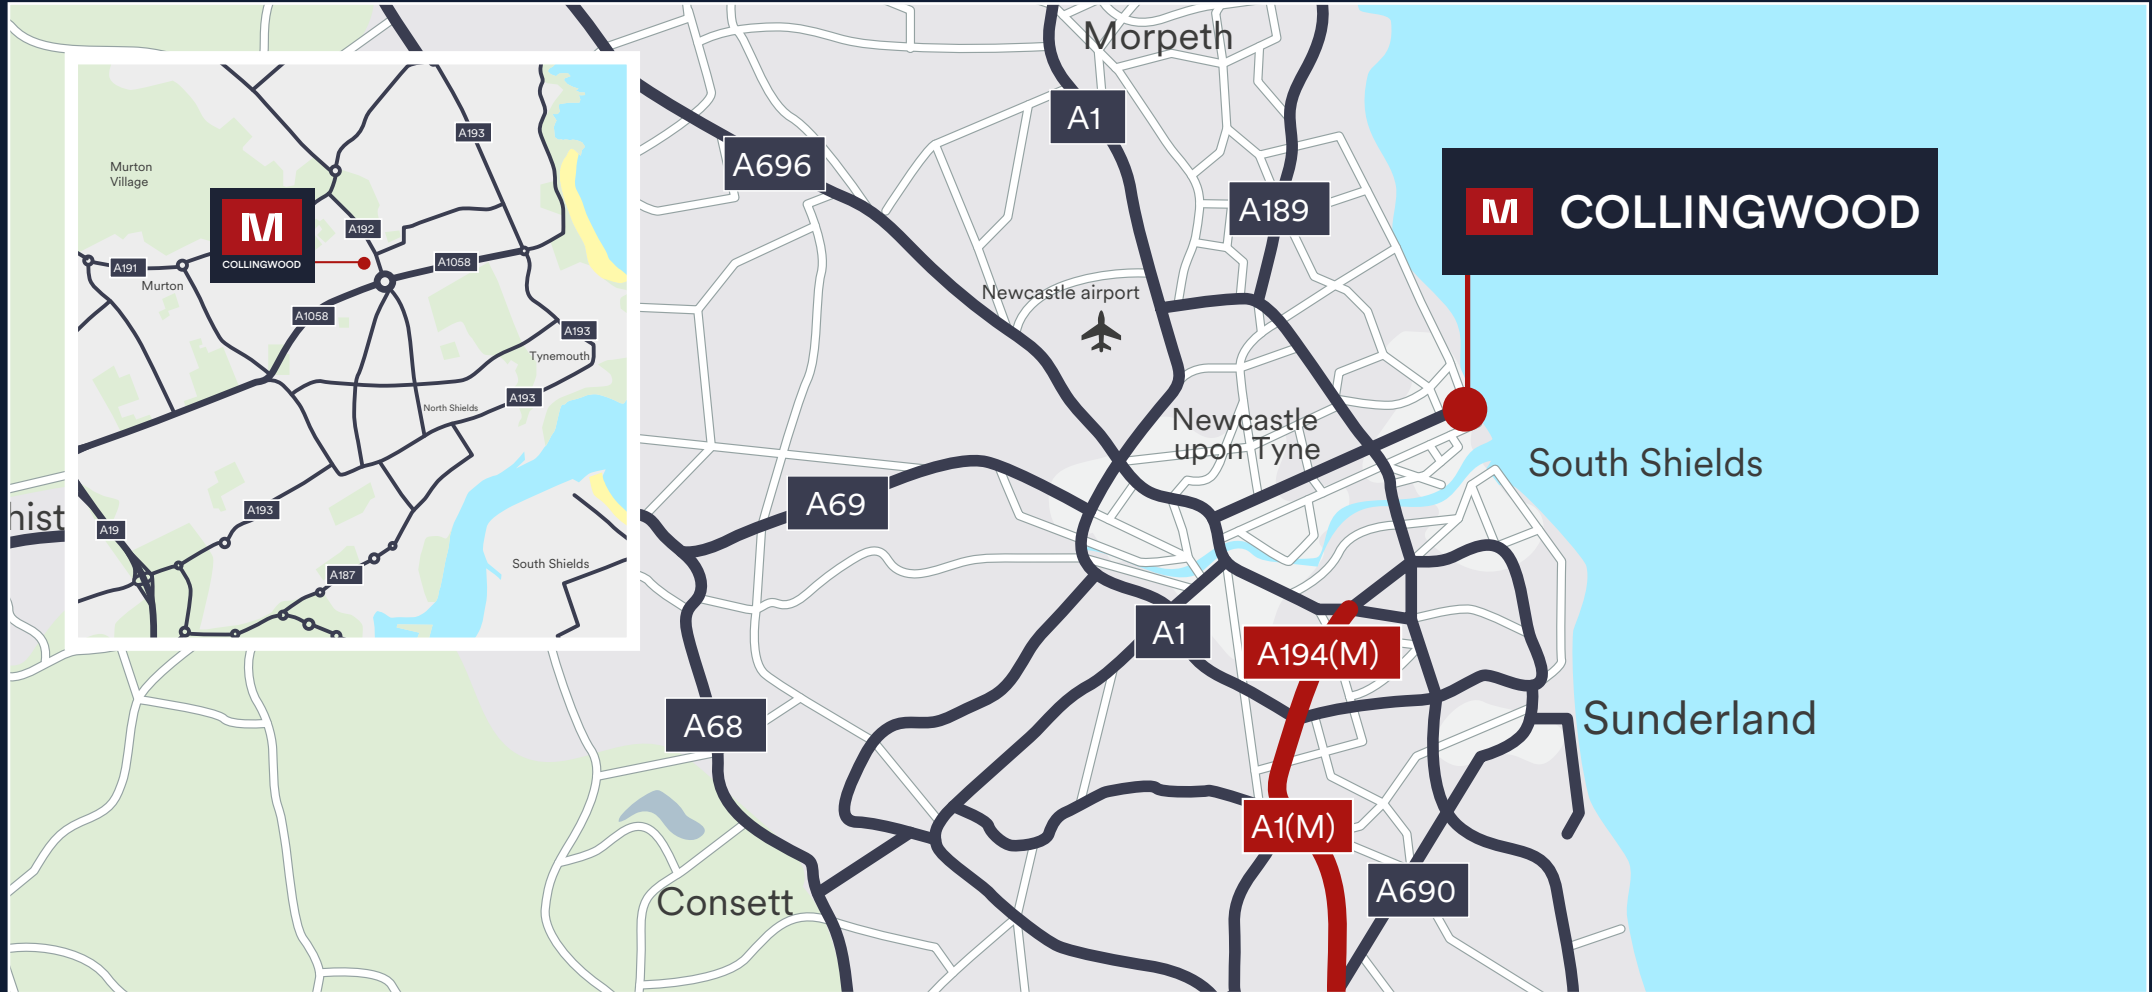 Morpeth
A1
A696
A189
M COLLINGWOOD
Newcastle airport
Newcastle
upon Tyne
South Shields
A69
A1
A194(M)
A68
Sunderland
A1(M)
A690
Consett
hist
Murton
Village
A193
M
COLLINGWOOD
A192
A191
A1058
Murton
A1058
A193
Tynemouth
A193
North Shields
A193
A19
South Shields
A187